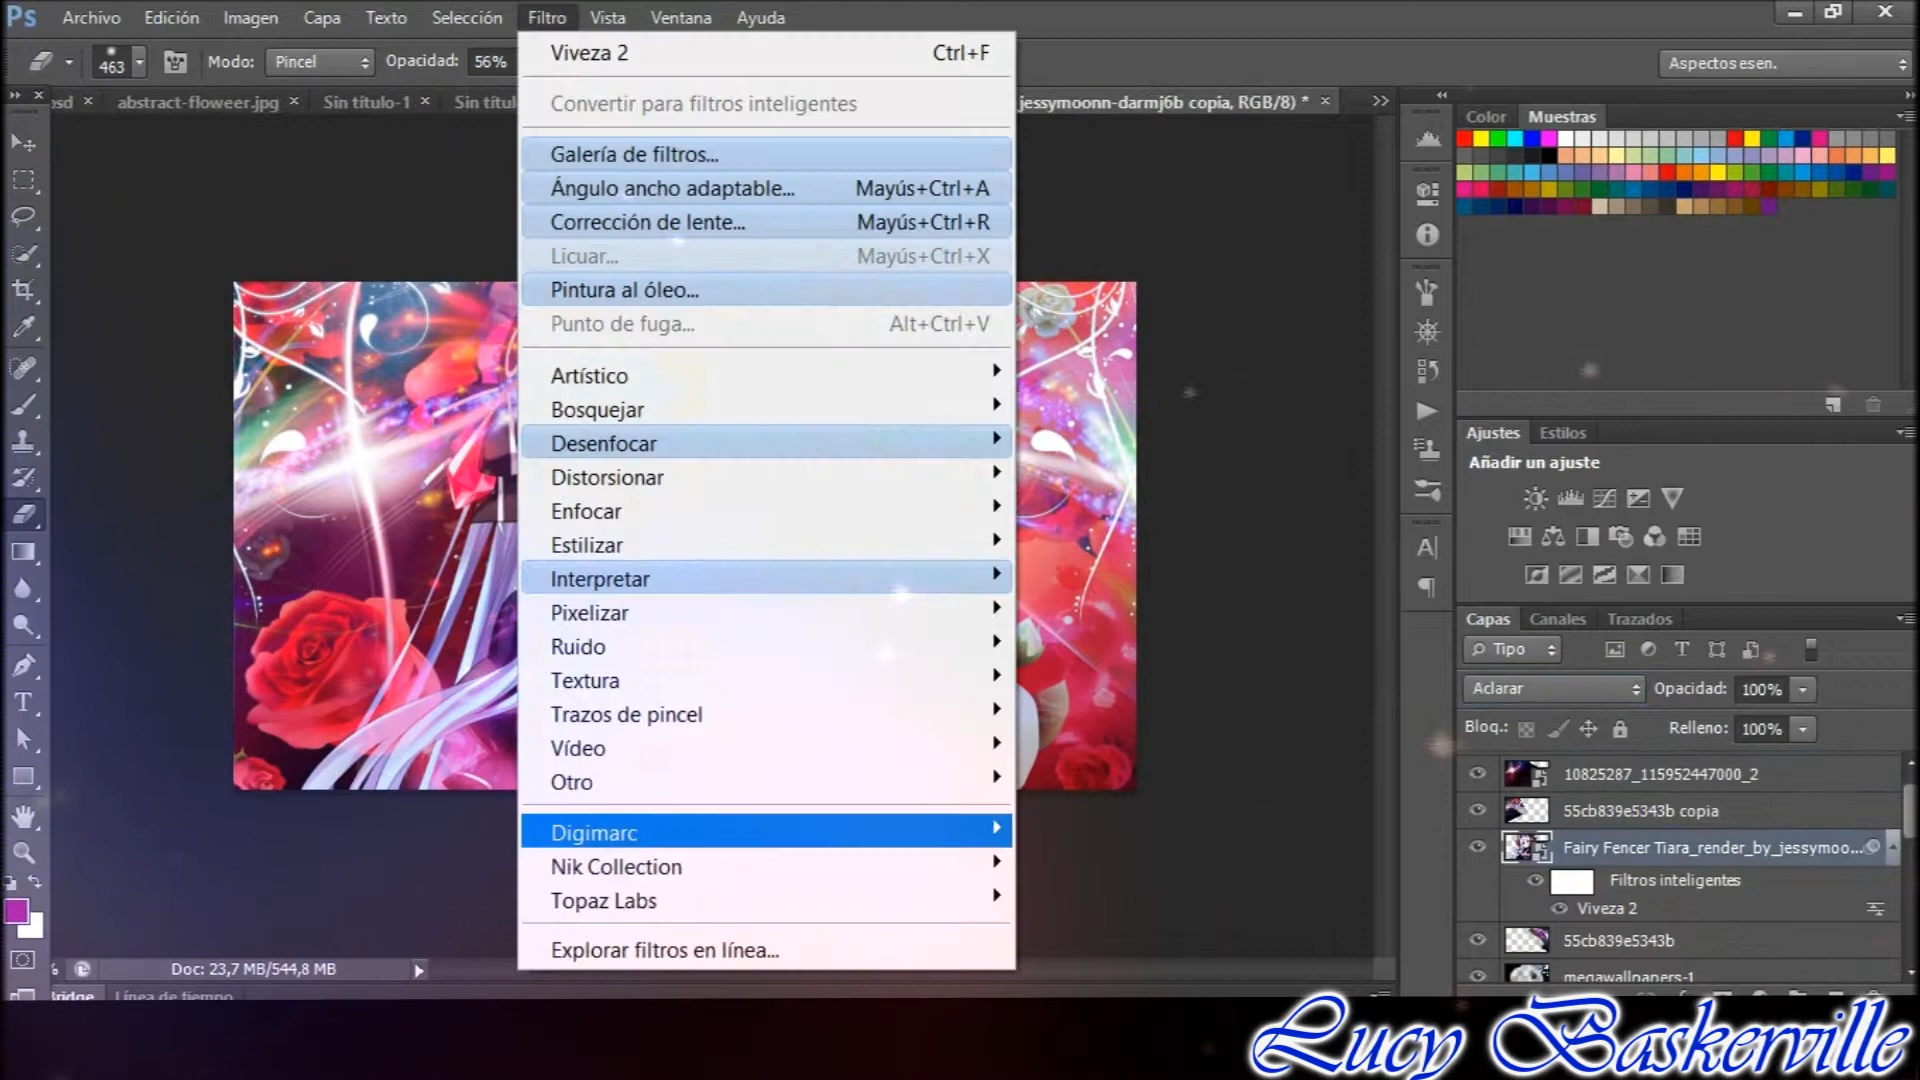 Ps Archivo Edición Imagen Capa Texto Selección Filtro Vista Ventana Ayuda
463 Modo: Pincel Opacidad: 56% Aspectos esen.
abstract-floweer.jpg × Sin título-1 × jessymoonn-darmj6b copia, RGB/8) * ×
Viveza 2 Ctrl+F
Convertir para filtros inteligentes
Galería de filtros...
Ángulo ancho adaptable... Mayús+Ctrl+A
Corrección de lente... Mayús+Ctrl+R
Licuar... Mayús+Ctrl+X
Pintura al óleo...
Punto de fuga... Alt+Ctrl+V
Artístico
Bosquejar
Desenfocar
Distorsionar
Enfocar
Estilizar
Interpretar
Pixelizar
Ruido
Textura
Trazos de pincel
Vídeo
Otro
Digimarc
Nik Collection
Topaz Labs
Explorar filtros en línea...
Color Muestras
Ajustes Estilos
Añadir un ajuste
Capas Canales Trazados
Tipo
Aclarar Opacidad: 100%
Bloq.: Relleno: 100%
10825287_115952447000_2
55cb839e5343b copia
Fairy Fencer Tiara_render_by_jessymoo...
Filtros inteligentes
Viveza 2
55cb839e5343b
megawallpapers-1
Doc: 23,7 MB/544,8 MB
Línea de tiempo
Lucy Baskerville